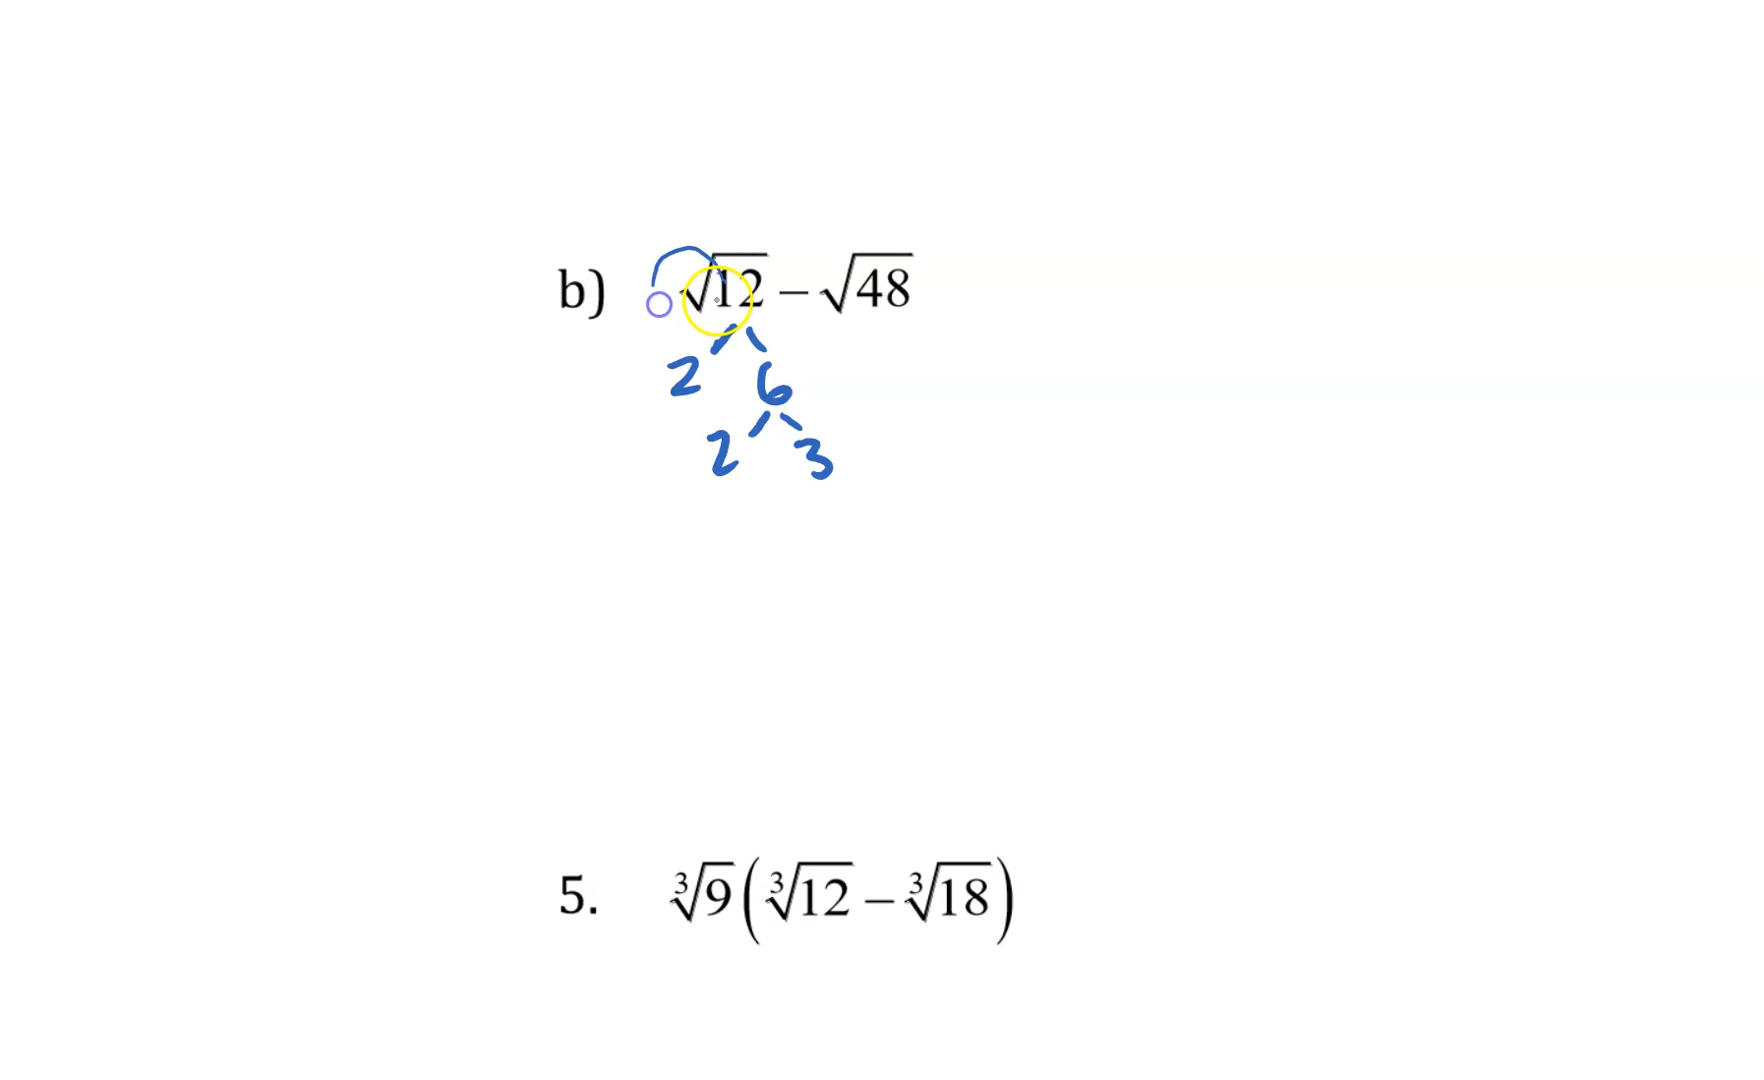 b) √12 – √48
2 6
2 3
5. ∛9(∛12 – ∛18)